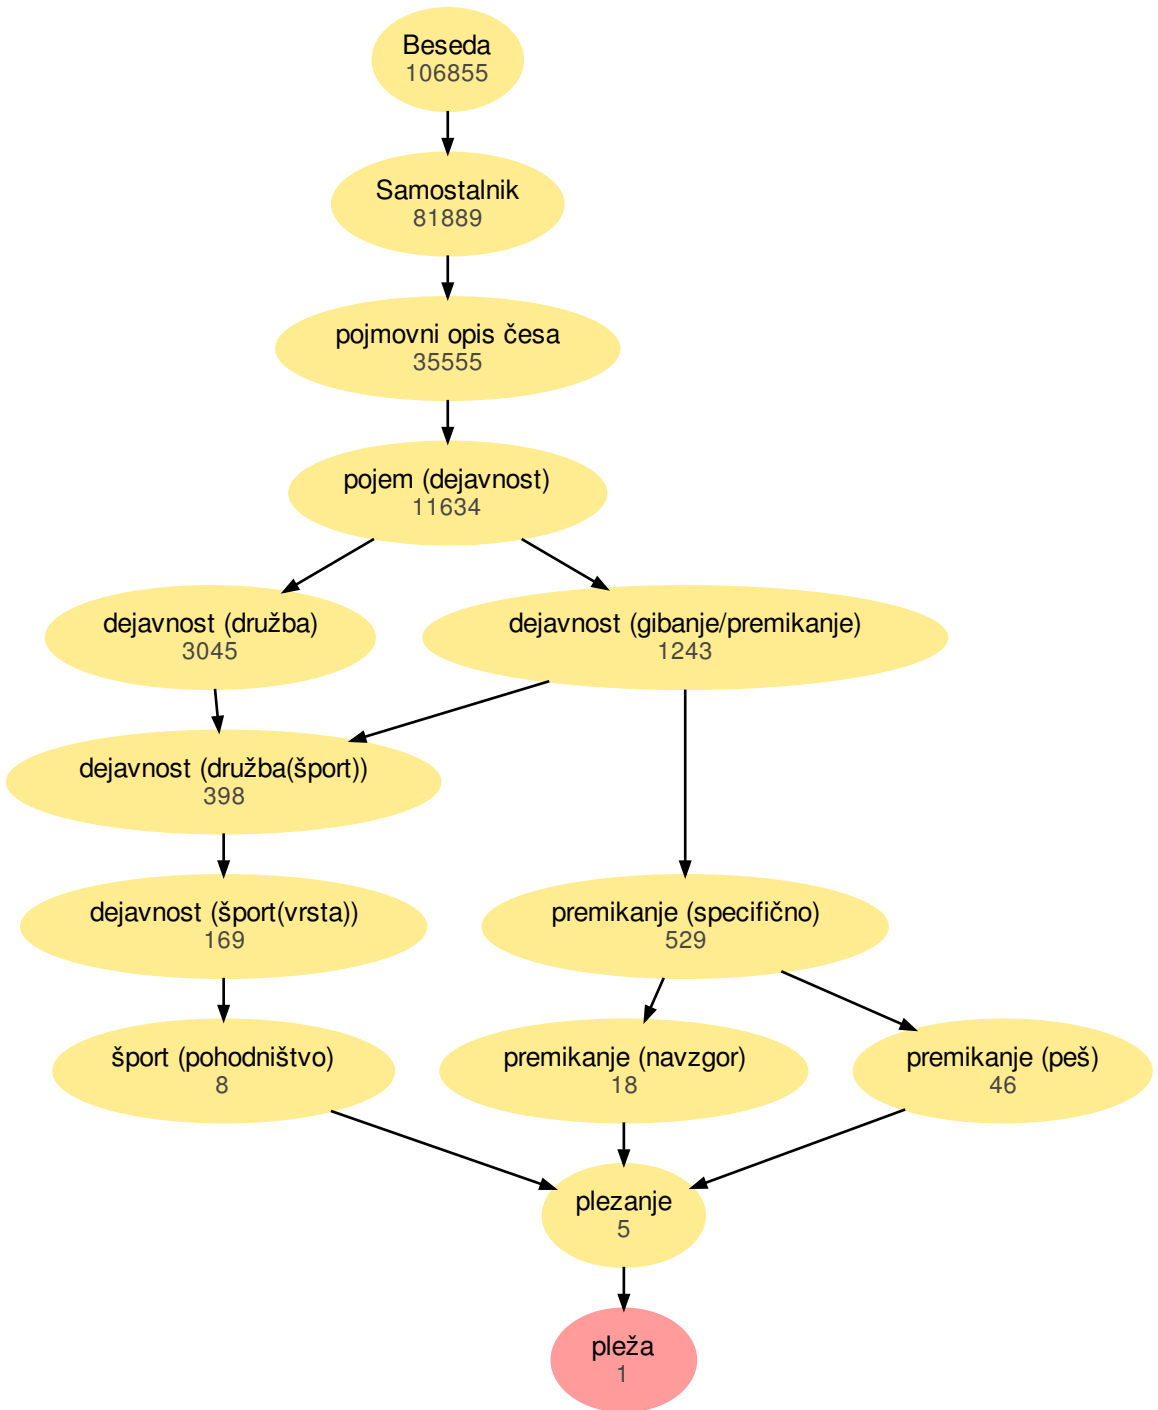 Beseda
106855
Samostalnik
81889
pojmovni opis česa
35555
pojem (dejavnost)
11634
dejavnost (družba)
3045
dejavnost (gibanje/premikanje)
1243
dejavnost (družba(šport))
398
dejavnost (šport(vrsta))
169
premikanje (specifično)
529
šport (pohodništvo)
8
premikanje (navzgor)
18
premikanje (peš)
46
plezanje
5
pleža
1